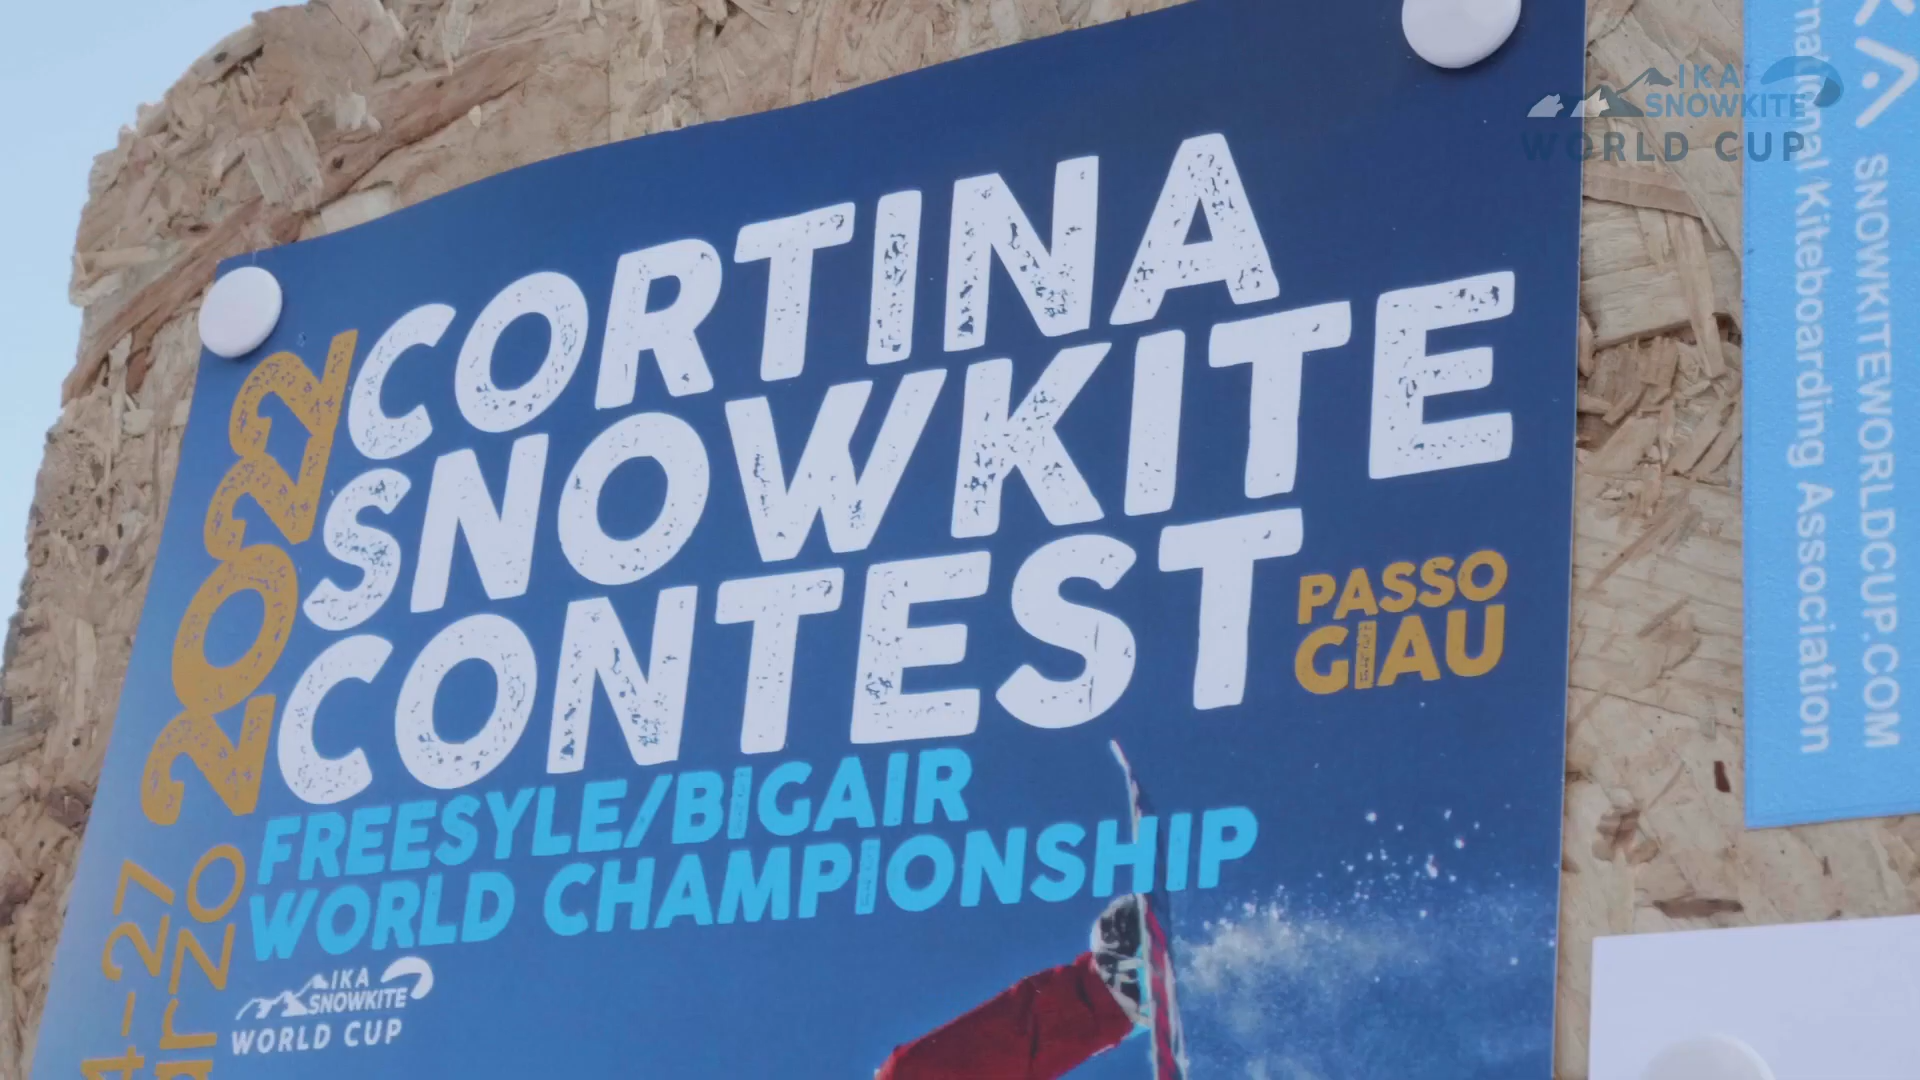 CORTINA
SNOWKITE
CONTEST
PASSO
GIAU
2022
FREESYLE/BIGAIR
WORLD CHAMPIONSHIP
IKA
SNOWKITE
WORLD CUP
IKA
SNOWKITE
WORLD CUP
SNOWKITEWORLDCUP.COM
Kiteboarding Association